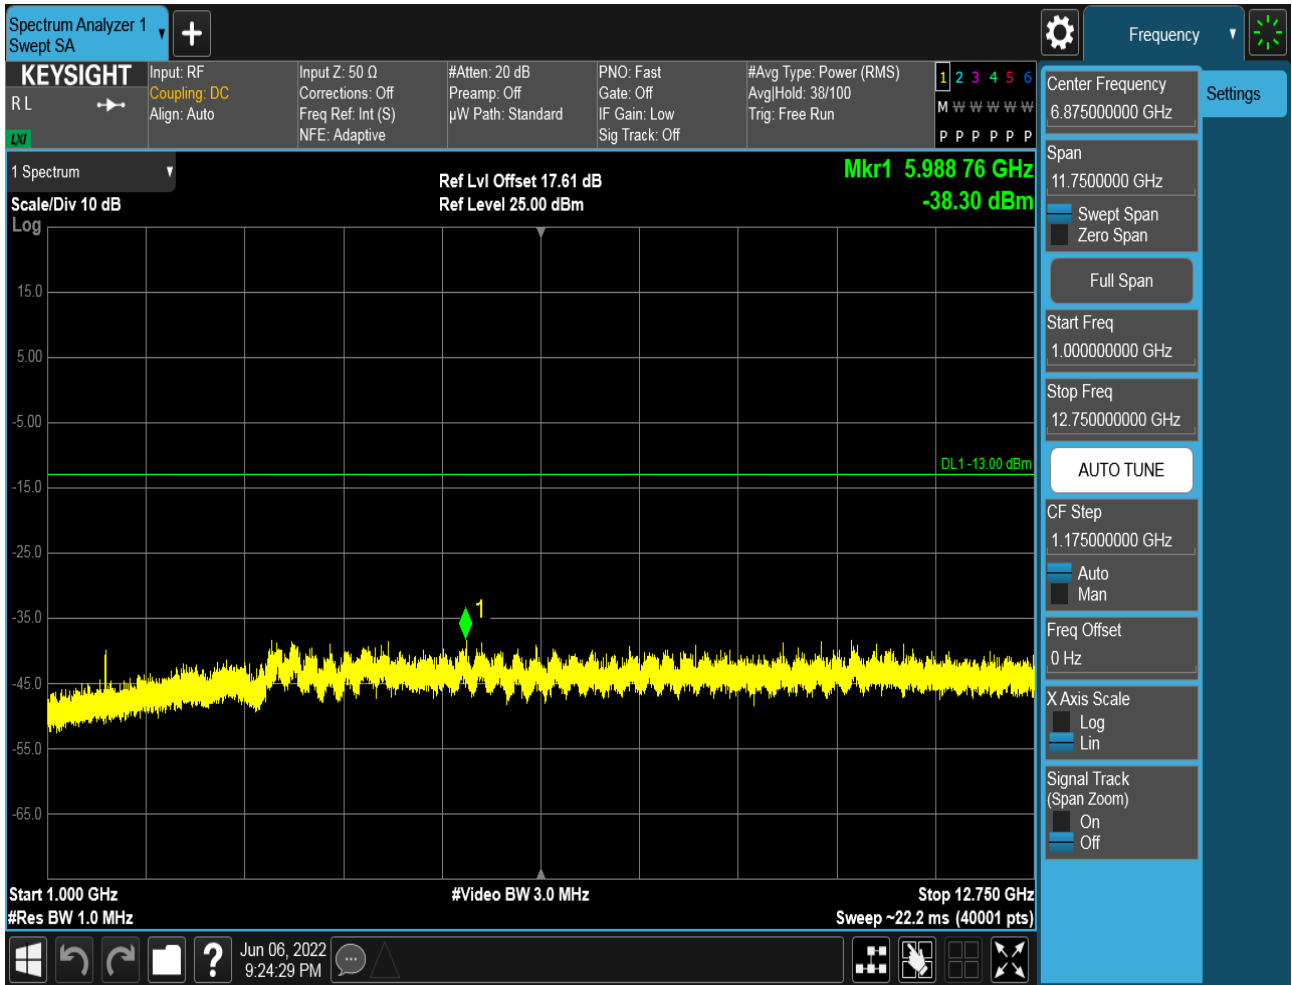 Spectrum Analyzer 1
Swept SA
Frequency
KEYSIGHT
R L
LXI
Input: RF
Coupling: DC
Align: Auto
Input Z: 50 Ω
Corrections: Off
Freq Ref: Int (S)
NFE: Adaptive
#Atten: 20 dB
Preamp: Off
µW Path: Standard
PNO: Fast
Gate: Off
IF Gain: Low
Sig Track: Off
#Avg Type: Power (RMS)
Avg|Hold: 38/100
Trig: Free Run
1 2 3 4 5 6
M W W W W W
P P P P P P
1 Spectrum
Scale/Div 10 dB
Log
Ref Lvl Offset 17.61 dB
Ref Level 25.00 dBm
Mkr1 5.988 76 GHz
-38.30 dBm
15.0
5.00
-5.00
DL1 -13.00 dBm
-15.0
-25.0
-35.0
1
-45.0
-55.0
-65.0
Start 1.000 GHz
#Video BW 3.0 MHz
Stop 12.750 GHz
#Res BW 1.0 MHz
Sweep ~22.2 ms (40001 pts)
?
Jun 06, 2022
9:24:29 PM
Center Frequency
6.875000000 GHz
Settings
Span
11.7500000 GHz
Swept Span
Zero Span
Full Span
Start Freq
1.000000000 GHz
Stop Freq
12.750000000 GHz
AUTO TUNE
CF Step
1.175000000 GHz
Auto
Man
Freq Offset
0 Hz
X Axis Scale
Log
Lin
Signal Track
(Span Zoom)
On
Off